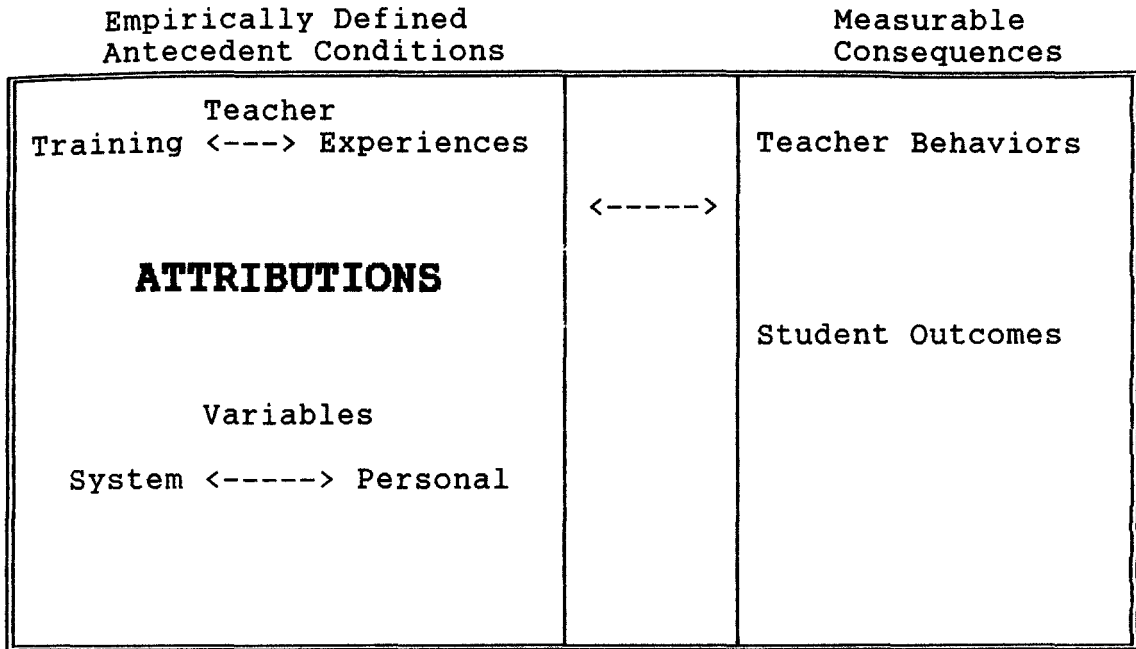 Empirically Defined
Antecedent Conditions
Measurable
Consequences
Teacher
Training <---> Experiences
ATTRIBUTIONS
Variables
System <-----> Personal
<----->
Teacher Behaviors
Student Outcomes